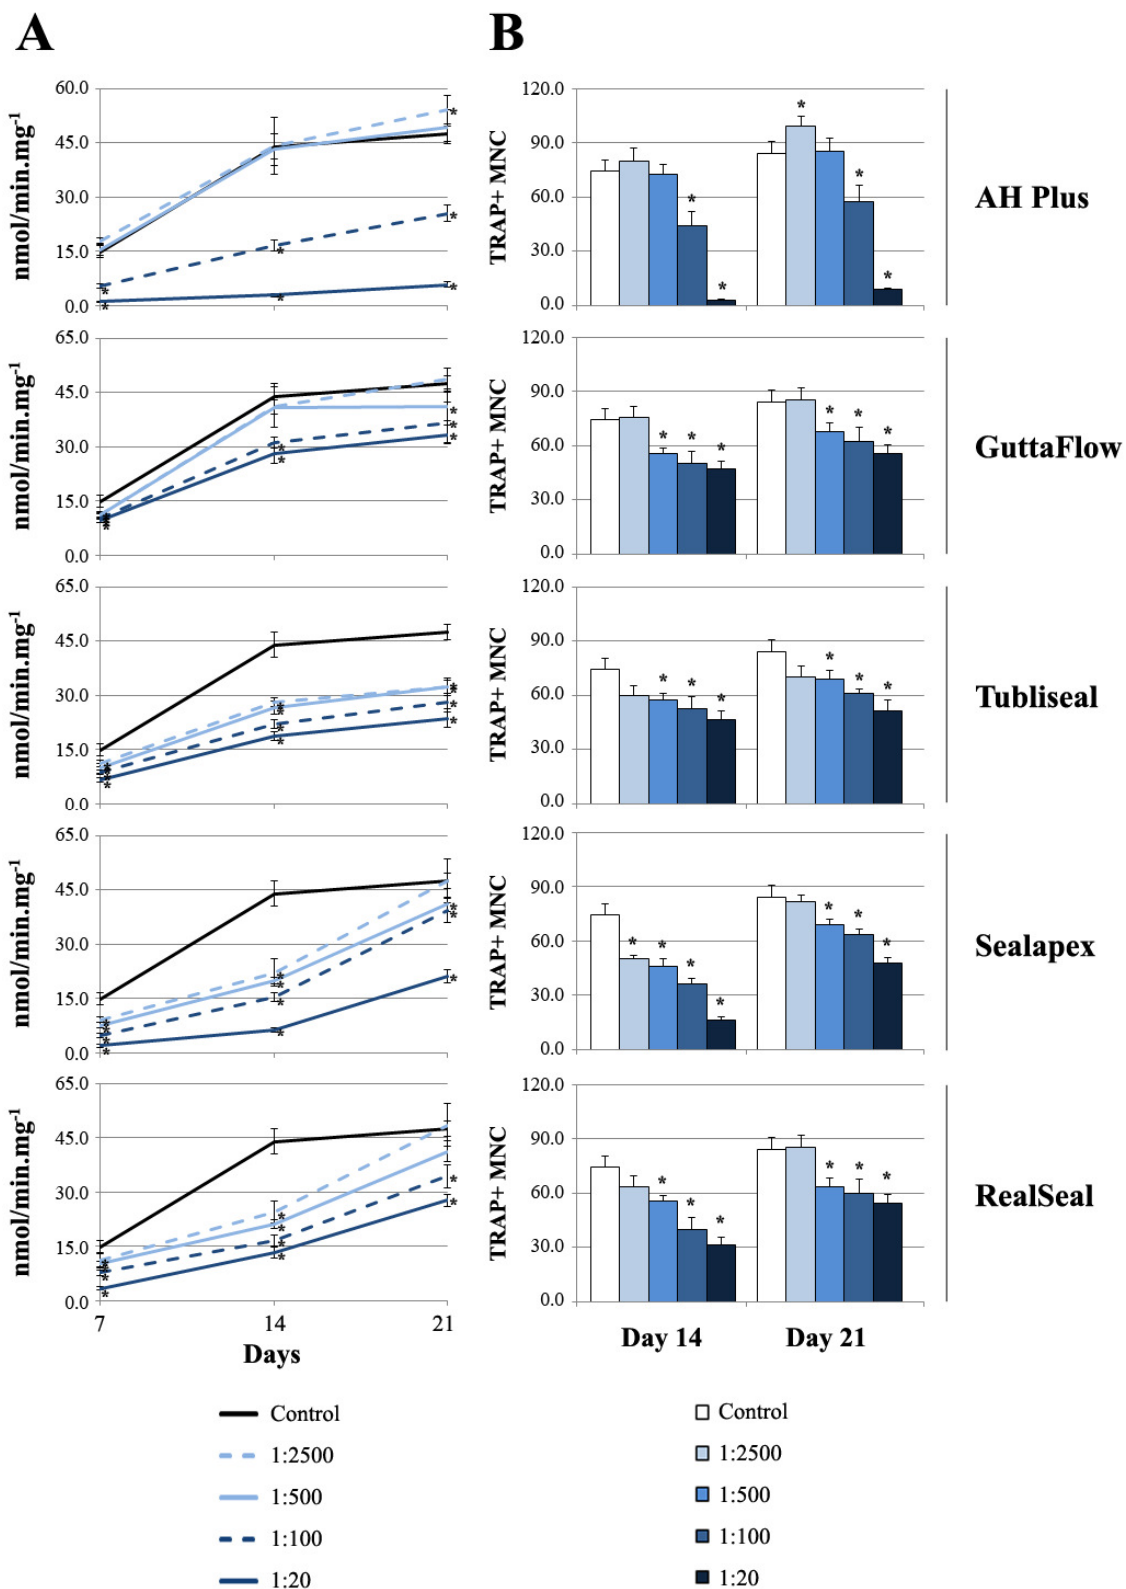 A
B
60.0
45.0
30.0
15.0
0.0
nmol/min.mg-1
120.0
90.0
60.0
30.0
0.0
TRAP+ MNC
* * * * * * *
* * * * *
AH Plus
65.0
45.0
30.0
15.0
0.0
nmol/min.mg-1
120.0
90.0
60.0
30.0
0.0
TRAP+ MNC
* * * * * *
GuttaFlow
65.0
45.0
30.0
15.0
0.0
nmol/min.mg-1
120.0
90.0
60.0
30.0
0.0
TRAP+ MNC
* * * * * *
Tubliseal
65.0
45.0
30.0
15.0
0.0
nmol/min.mg-1
120.0
90.0
60.0
30.0
0.0
TRAP+ MNC
* * * * * * *
Sealapex
65.0
45.0
30.0
15.0
0.0
nmol/min.mg-1
120.0
90.0
60.0
30.0
0.0
TRAP+ MNC
* * * * * *
RealSeal
7 14 21
Days
Day 14 Day 21
Control
1:2500
1:500
1:100
1:20
Control
1:2500
1:500
1:100
1:20